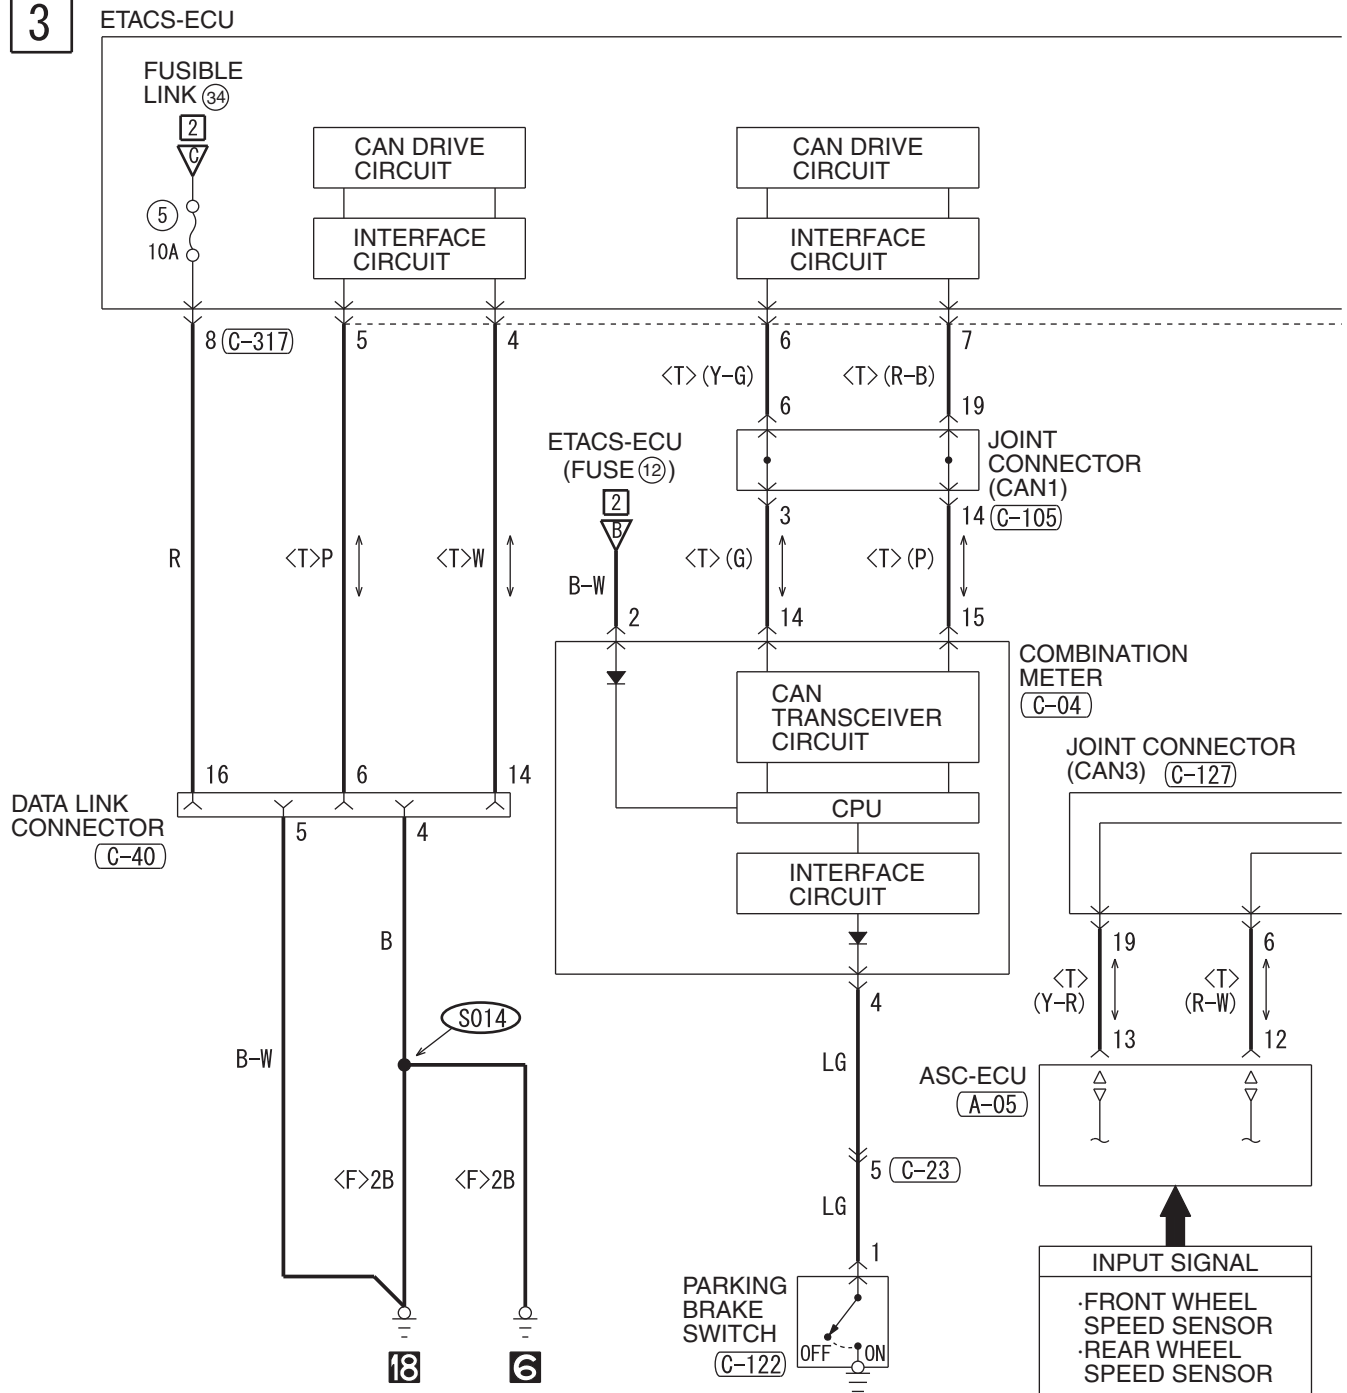 3
ETACS-ECU
FUSIBLE
LINK 34
2
C
5
10A
CAN DRIVE
CIRCUIT
INTERFACE
CIRCUIT
CAN DRIVE
CIRCUIT
INTERFACE
CIRCUIT
8 C-317
5
4
6
7
<T> (Y-G)
<T> (R-B)
6
19
ETACS-ECU
(FUSE 12)
2
B
JOINT
CONNECTOR
(CAN1)
C-105
3
14
R
<T>P
<T>W
B-W
<T> (G)
<T> (P)
2
14
15
COMBINATION
METER
C-04
CAN
TRANSCEIVER
CIRCUIT
CPU
INTERFACE
CIRCUIT
JOINT CONNECTOR
(CAN3) C-127
16
6
14
DATA LINK
CONNECTOR
C-40
5
4
B
S014
B-W
<F>2B
<F>2B
18
6
4
LG
5 C-23
LG
1
PARKING
BRAKE
SWITCH
C-122
OFF
ON
19
6
<T>
(Y-R)
<T>
(R-W)
13
12
ASC-ECU
A-05
INPUT SIGNAL
·FRONT WHEEL
SPEED SENSOR
·REAR WHEEL
SPEED SENSOR